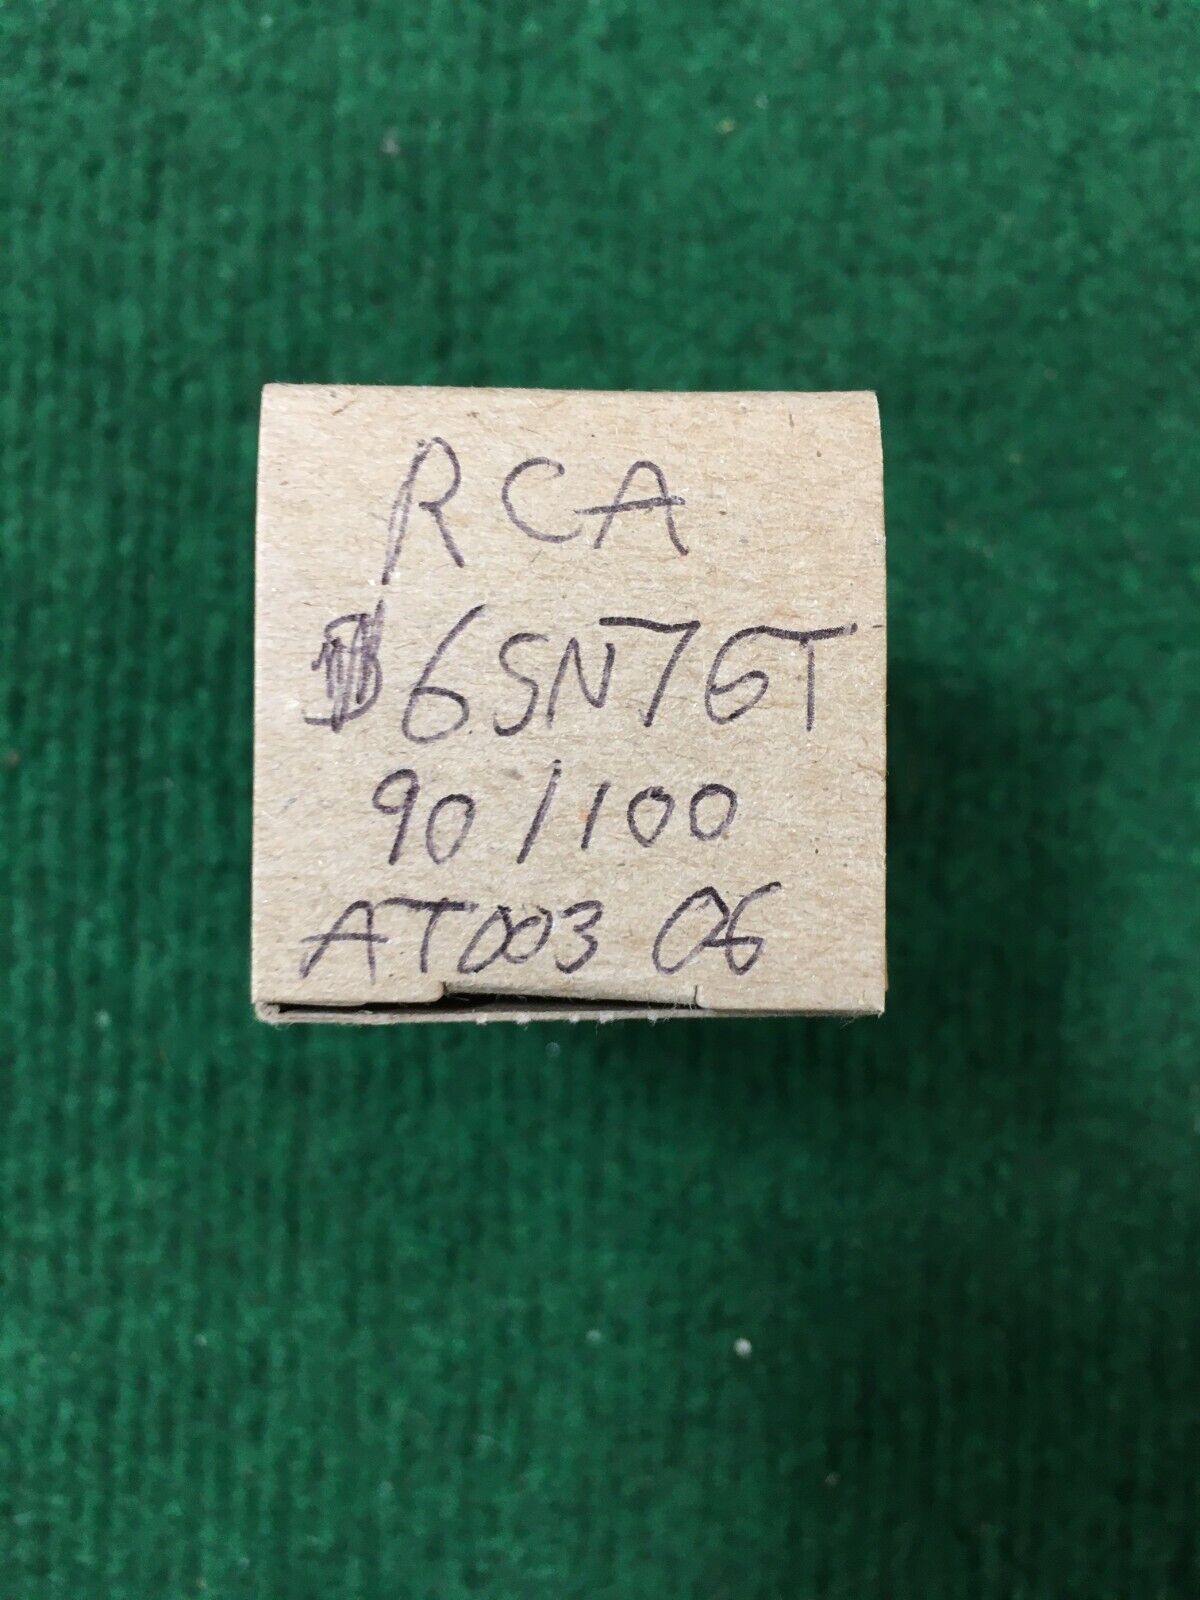 RCA
6SN7GT
90/100
AT003 06